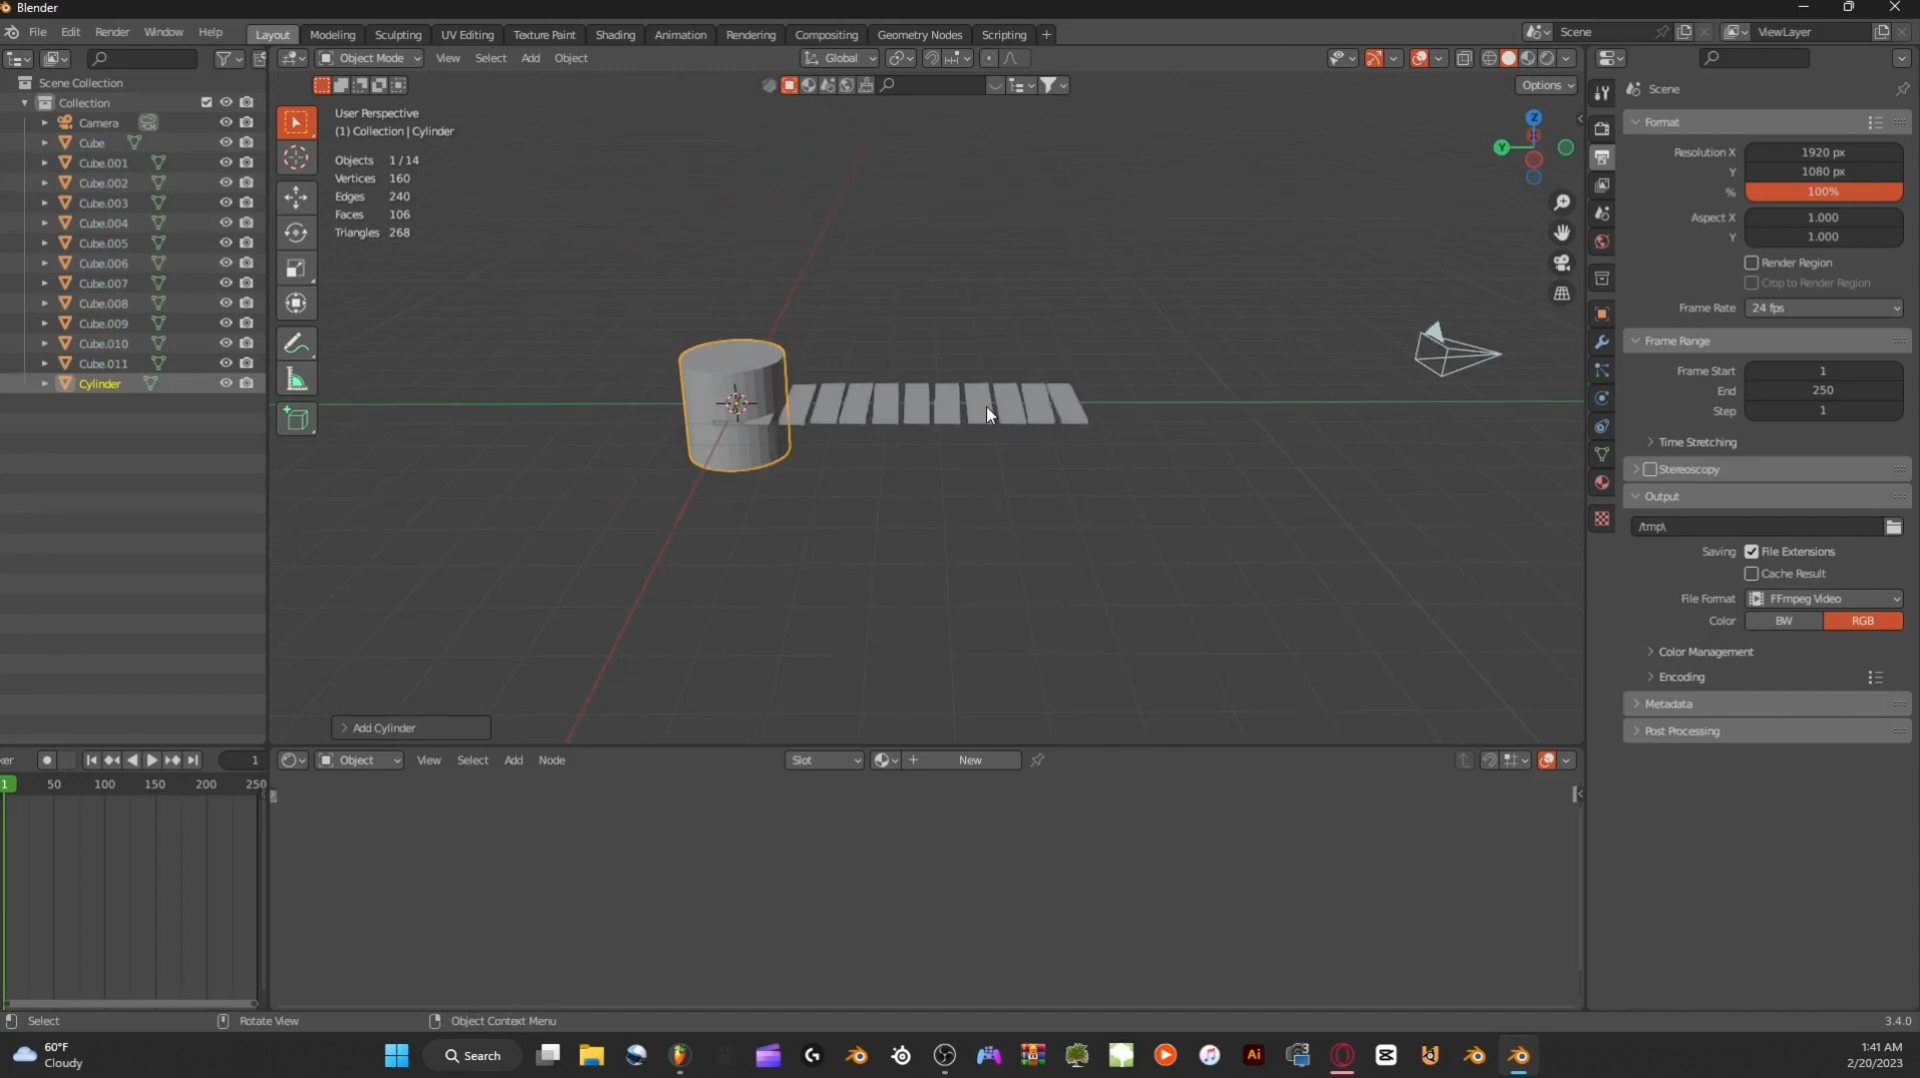 Blender
File Edit Render Window Help
Layout Modeling Sculpting UV Editing Texture Paint Shading Animation Rendering Compositing Geometry Nodes Scripting +
Scene ViewLayer
Object Mode View Select Add Object
Global
Options
Scene Collection
Collection
Camera
Cube
Cube.001
Cube.002
Cube.003
Cube.004
Cube.005
Cube.006
Cube.007
Cube.008
Cube.009
Cube.010
Cube.011
Cylinder
User Perspective
(1) Collection | Cylinder
Objects 1/14
Vertices 160
Edges 240
Faces 106
Triangles 268
Z
Y
Add Cylinder
Scene
Format
Resolution X 1920 px
Y 1080 px
% 100%
Aspect X 1.000
Y 1.000
Render Region
Crop to Render Region
Frame Rate 24 fps
Frame Range
Frame Start 1
End 250
Step 1
Time Stretching
Stereoscopy
Output
/tmp\
Saving File Extensions
Cache Result
File Format FFmpeg Video
Color BW RGB
Color Management
Encoding
Metadata
Post Processing
ker 1
1 50 100 150 200 250
Object View Select Add Node
Slot New
Select Rotate View Object Context Menu
3.4.0
60°F
Cloudy
Search
Ai
1:41 AM
2/20/2023